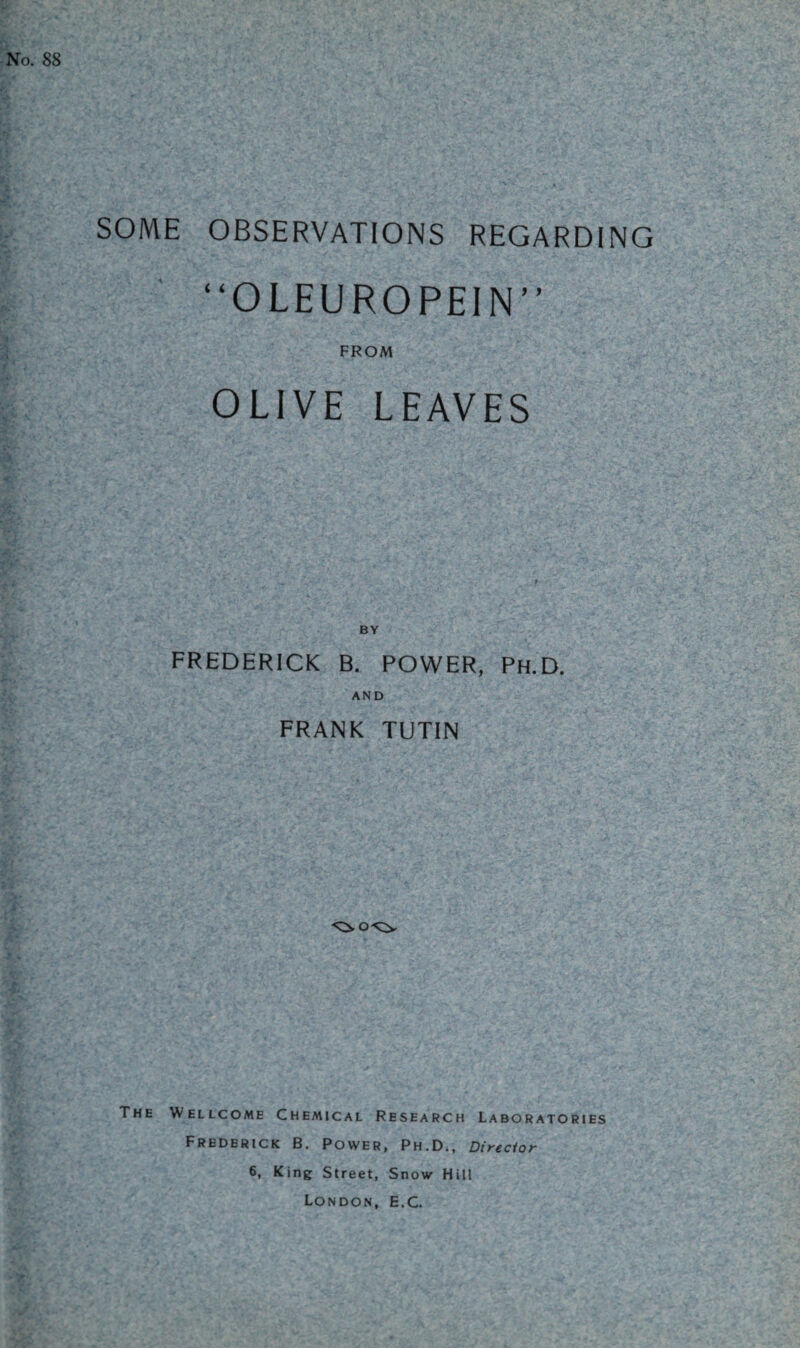 No. 88
SOME OBSERVATIONS REGARDING
“OLEUROPEIN”
FROM
OLIVE LEAVES
BY
FREDERICK B. POWER, PH.D.
AND
FRANK TUTIN
THE WELLCOME CHEMICAL RESEARCH LABORATORIES
FREDERICK B. POWER, PH.D., Director
6, King Street, Snow Hill
LONDON, E.C.